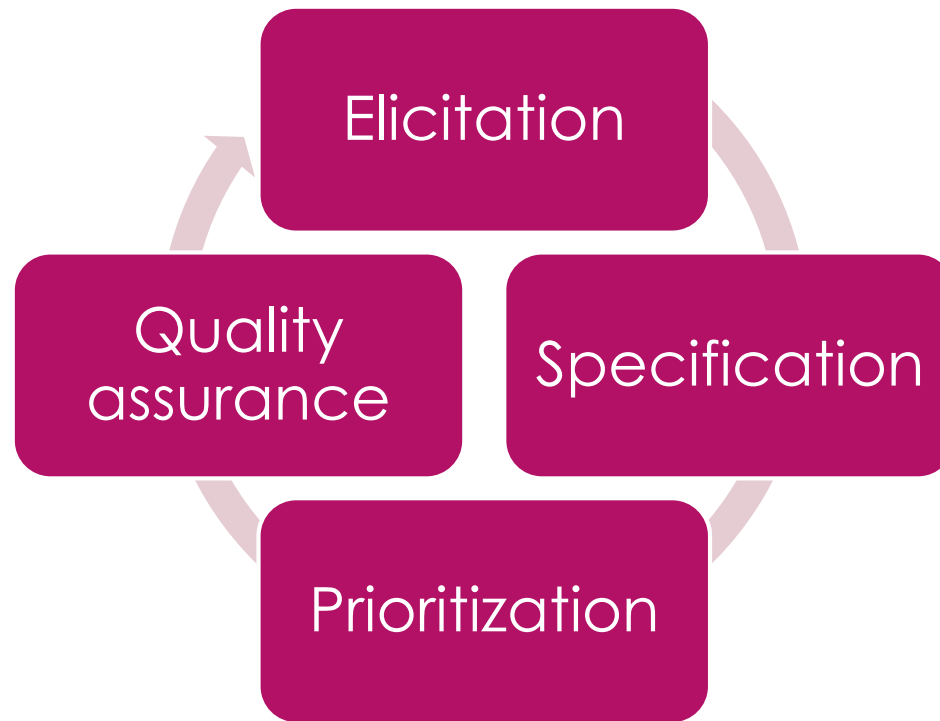 Elicitation
Quality
assurance
Specification
Prioritization